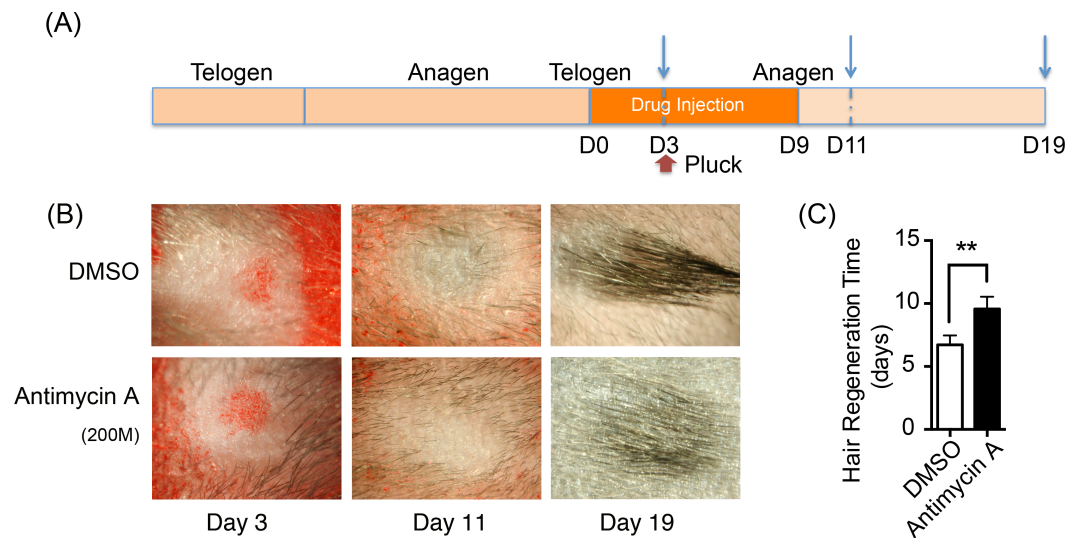 (A)
Telogen Anagen Telogen Anagen
Drug Injection
D0 D3 D9 D11 D19
Pluck
(B)
DMSO
Antimycin A
(200M)
Day 3 Day 11 Day 19
(C)
Hair Regeneration Time
(days)
15
10
5
0
**
DMSO
Antimycin A